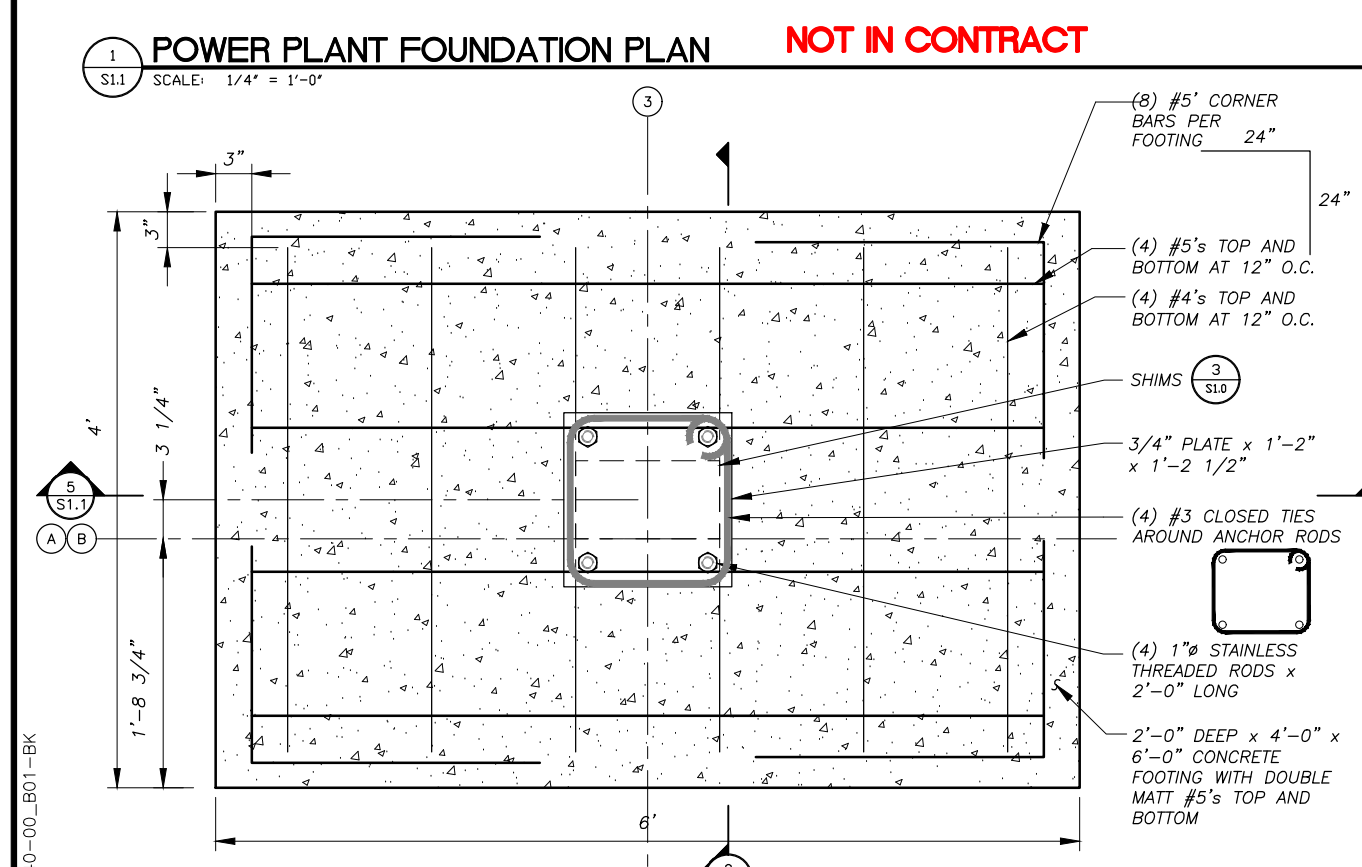 1
S1.1
POWER PLANT FOUNDATION PLAN
NOT IN CONTRACT
SCALE: 1/4" = 1'-0"
3
(8) #5' CORNER
BARS PER
FOOTING
24"
24"
3"
3"
(4) #5's TOP AND
BOTTOM AT 12" O.C.
(4) #4's TOP AND
BOTTOM AT 12" O.C.
SHIMS
3
S1.0
4'
3 1/4"
3/4" PLATE x 1'-2"
x 1'-2 1/2"
5
S1.1
A
B
(4) #3 CLOSED TIES
AROUND ANCHOR RODS
1'-8 3/4"
(4) 1"ø STAINLESS
THREADED RODS x
2'-0" LONG
2'-0" DEEP x 4'-0" x
6'-0" CONCRETE
FOOTING WITH DOUBLE
MATT #5's TOP AND
BOTTOM
6'
0-00_B01-BK